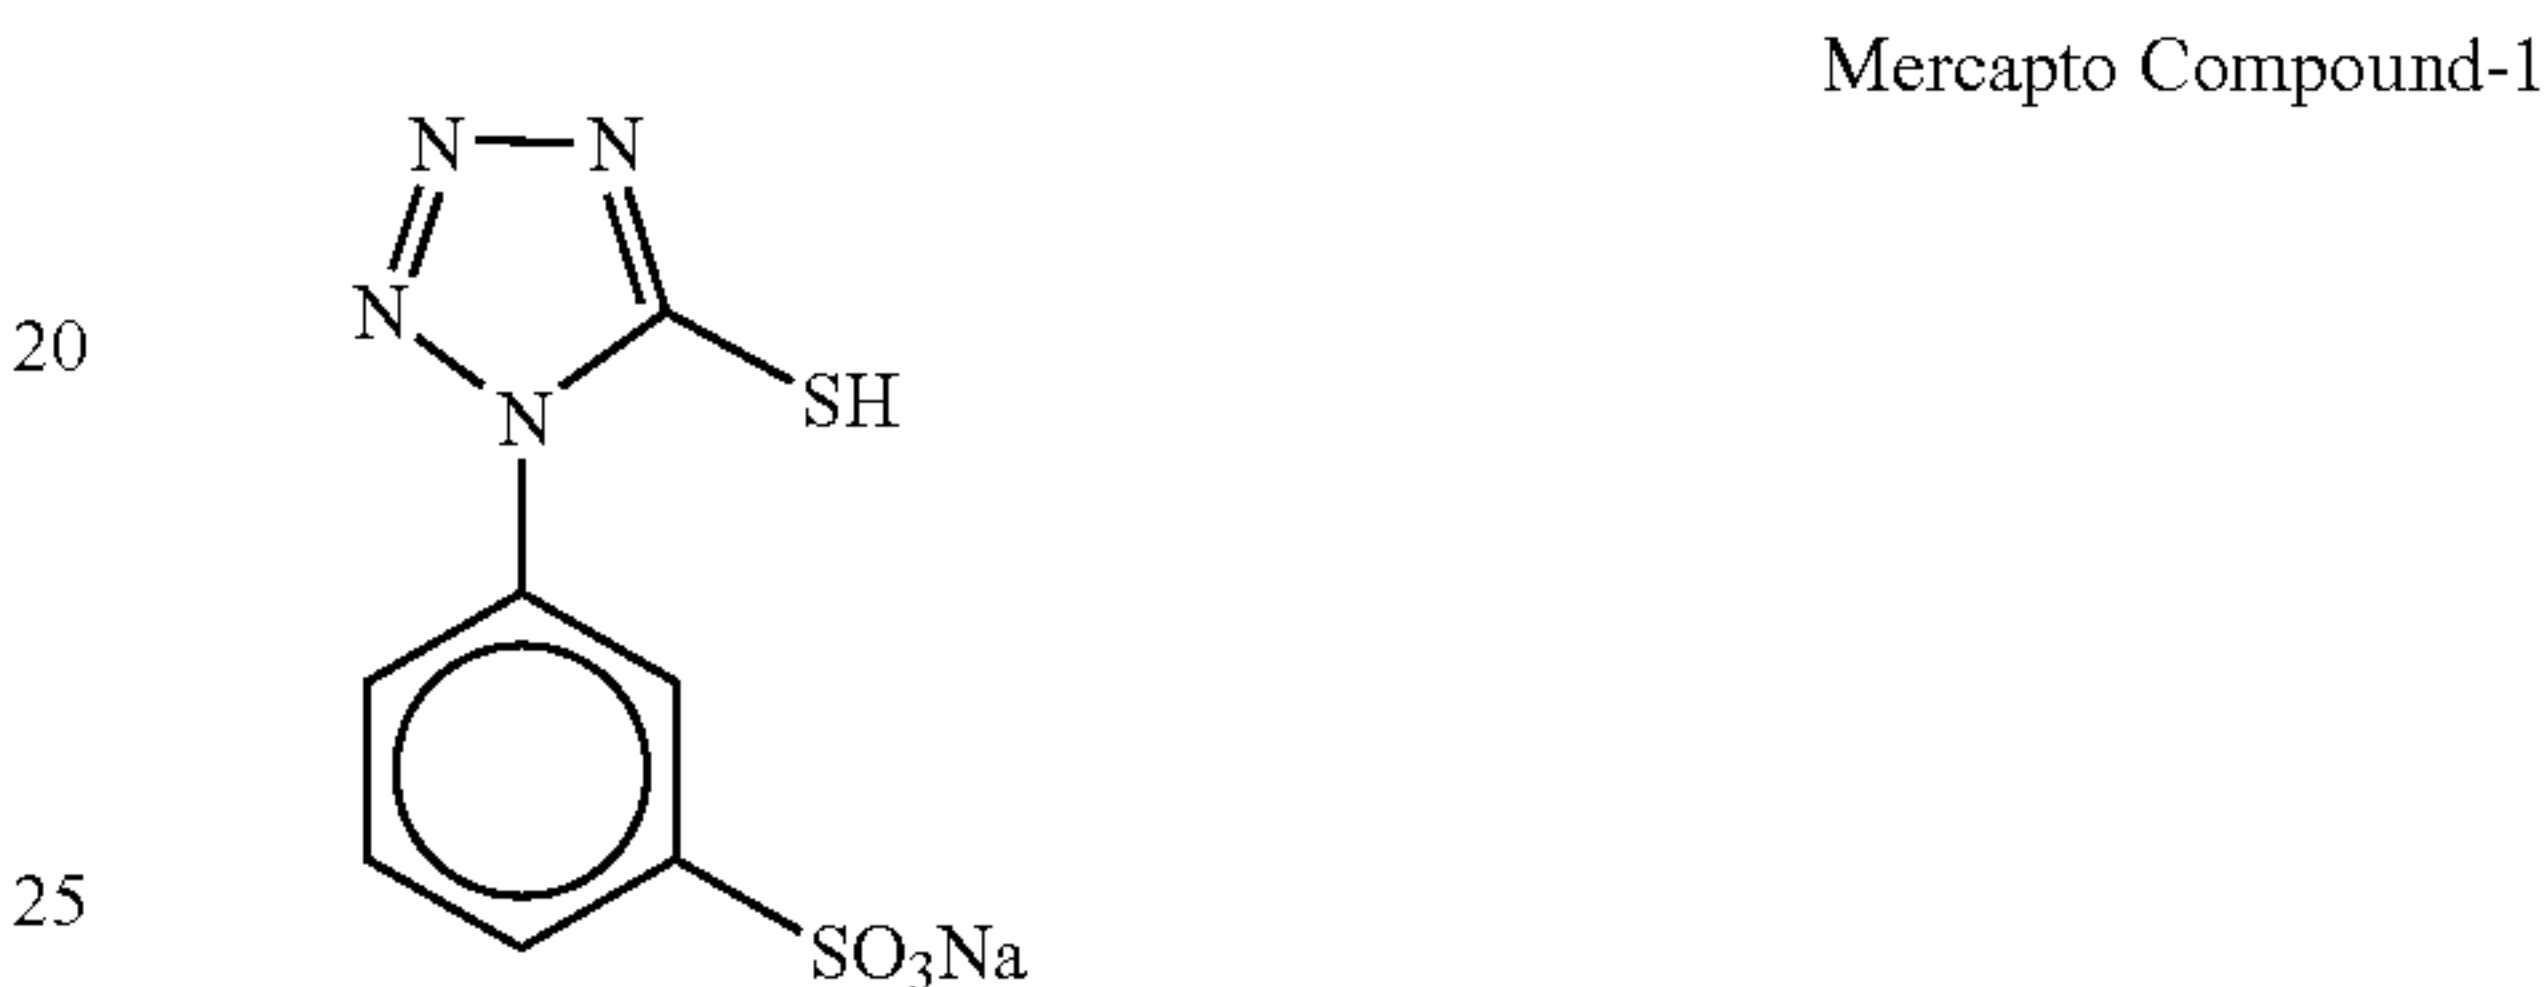 Mercapto Compound-1
N N
N
20
SH
N
25
SO₃Na